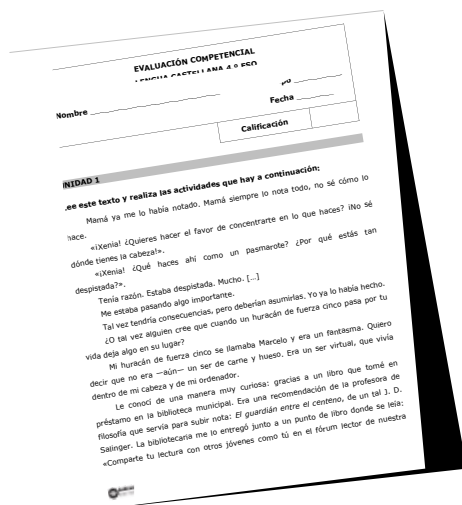 EVALUACIÓN COMPETENCIAL
LENGUA CASTELLANA 4.º ESO
Nombre
Fecha
Calificación
UNIDAD 1
ee este texto y realiza las actividades que hay a continuación:
Mamá ya me lo había notado. Mamá siempre lo nota todo, no sé cómo lo
hace.
«¡Xenia! ¿Quieres hacer el favor de concentrarte en lo que haces? ¡No sé
dónde tienes la cabeza!».
«¡Xenia! ¿Qué haces ahí como un pasmarote? ¿Por qué estás tan
despistada?».
Tenía razón. Estaba despistada. Mucho. [...]
Me estaba pasando algo importante.
Tal vez tendría consecuencias, pero deberían asumirlas. Yo ya lo había hecho.
¿O tal vez alguien cree que cuando un huracán de fuerza cinco pasa por tu
vida deja algo en su lugar?
Mi huracán de fuerza cinco se llamaba Marcelo y era un fantasma. Quiero
decir que no era —aún— un ser de carne y hueso. Era un ser virtual, que vivía
dentro de mi cabeza y de mi ordenador.
Le conocí de una manera muy curiosa: gracias a un libro que tomé en
préstamo en la biblioteca municipal. Era una recomendación de la profesora de
filosofía que servía para subir nota: El guardián entre el centeno, de un tal J. D.
Salinger. La bibliotecaria me lo entregó junto a un punto de libro donde se leía:
«Comparte tu lectura con otros jóvenes como tú en el fórum lector de nuestra